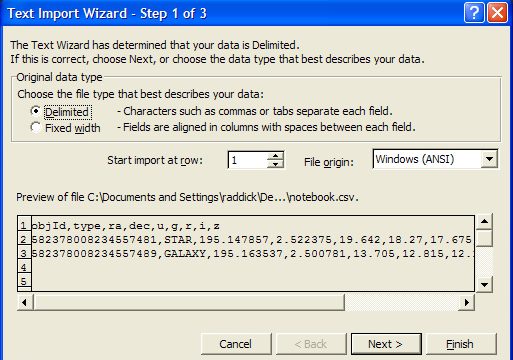 Text Import Wizard - Step 1 of 3
The Text Wizard has determined that your data is Delimited.
If this is correct, choose Next, or choose the data type that best describes your data.
Original data type
Choose the file type that best describes your data:
Delimited - Characters such as commas or tabs separate each field.
Fixed width - Fields are aligned in columns with spaces between each field.
Start import at row: 1 File origin: Windows (ANSI)
Preview of file C:\Documents and Settings\raddick\De...\notebook.csv.
1 objId,type,ra,dec,u,g,r,i,z
2 582378008234557481,STAR,195.147857,2.522375,19.642,18.27,17.675
3 582378008234557489,GALAXY,195.163537,2.500781,13.705,12.815,12.
4
5
Cancel < Back Next > Finish